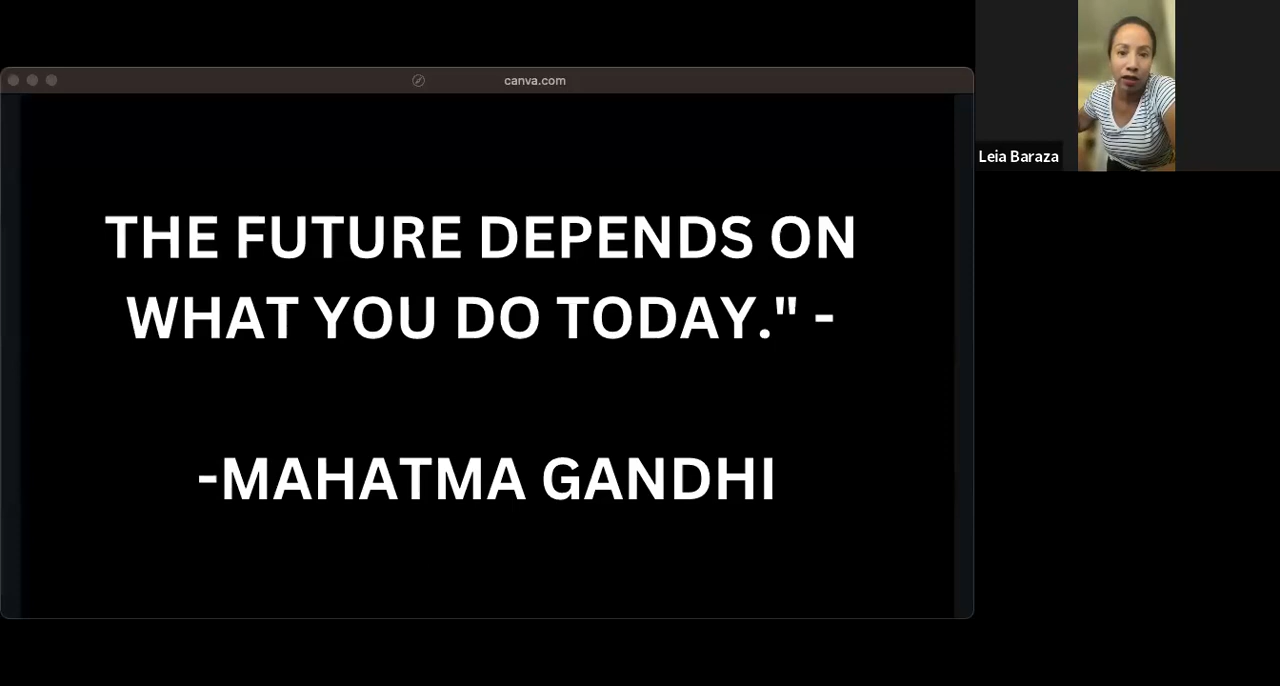 canva.com
THE FUTURE DEPENDS ON
WHAT YOU DO TODAY." -
-MAHATMA GANDHI
Leia Baraza